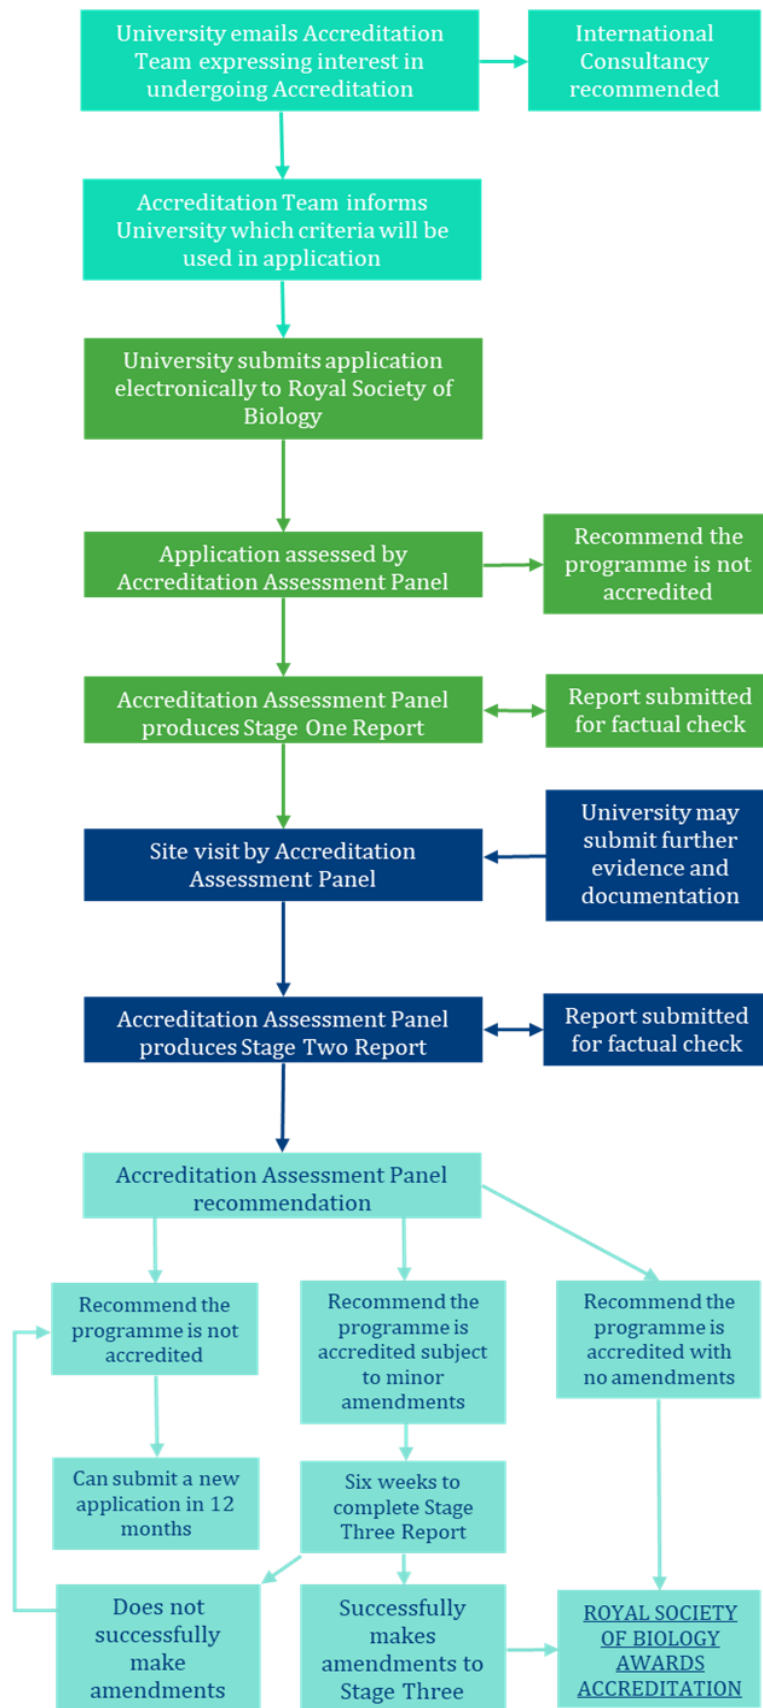 University emails Accreditation
Team expressing interest in
undergoing Accreditation
International
Consultancy
recommended
Accreditation Team informs
University which criteria will be
used in application
University submits application
electronically to Royal Society of
Biology
Application assessed by
Accreditation Assessment Panel
Recommend the
programme is not
accredited
Accreditation Assessment Panel
produces Stage One Report
Report submitted
for factual check
Site visit by Accreditation
Assessment Panel
University may
submit further
evidence and
documentation
Accreditation Assessment Panel
produces Stage Two Report
Report submitted
for factual check
Accreditation Assessment Panel
recommendation
Recommend the
programme is not
accredited
Recommend the
programme is
accredited subject
to minor
amendments
Recommend the
programme is
accredited with
no amendments
Can submit a new
application in 12
months
Six weeks to
complete Stage
Three Report
Does not
successfully
make
amendments
Successfully
makes
amendments to
Stage Three
ROYAL SOCIETY
OF BIOLOGY
AWARDS
ACCREDITATION